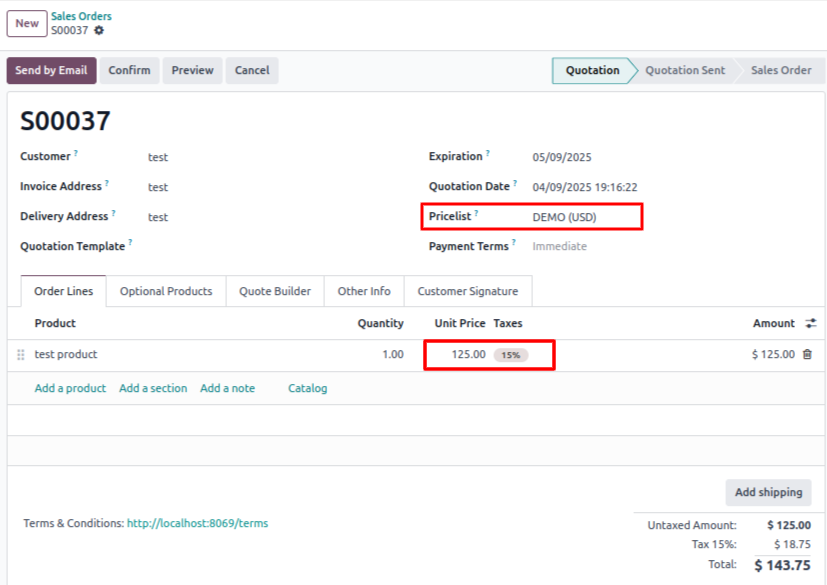 New Sales Orders
S00037
Send by Email Confirm Preview Cancel Quotation Quotation Sent Sales Order
S00037
Customer ? test Expiration ? 05/09/2025
Invoice Address ? test Quotation Date ? 04/09/2025 19:16:22
Delivery Address ? test Pricelist ? DEMO (USD)
Quotation Template ? Payment Terms ? Immediate
Order Lines Optional Products Quote Builder Other Info Customer Signature
Product Quantity Unit Price Taxes Amount
test product 1.00 125.00 15% $ 125.00
Add a product Add a section Add a note Catalog
Add shipping
Terms & Conditions: http://localhost:8069/terms Untaxed Amount: $ 125.00
Tax 15%: $ 18.75
Total: $ 143.75